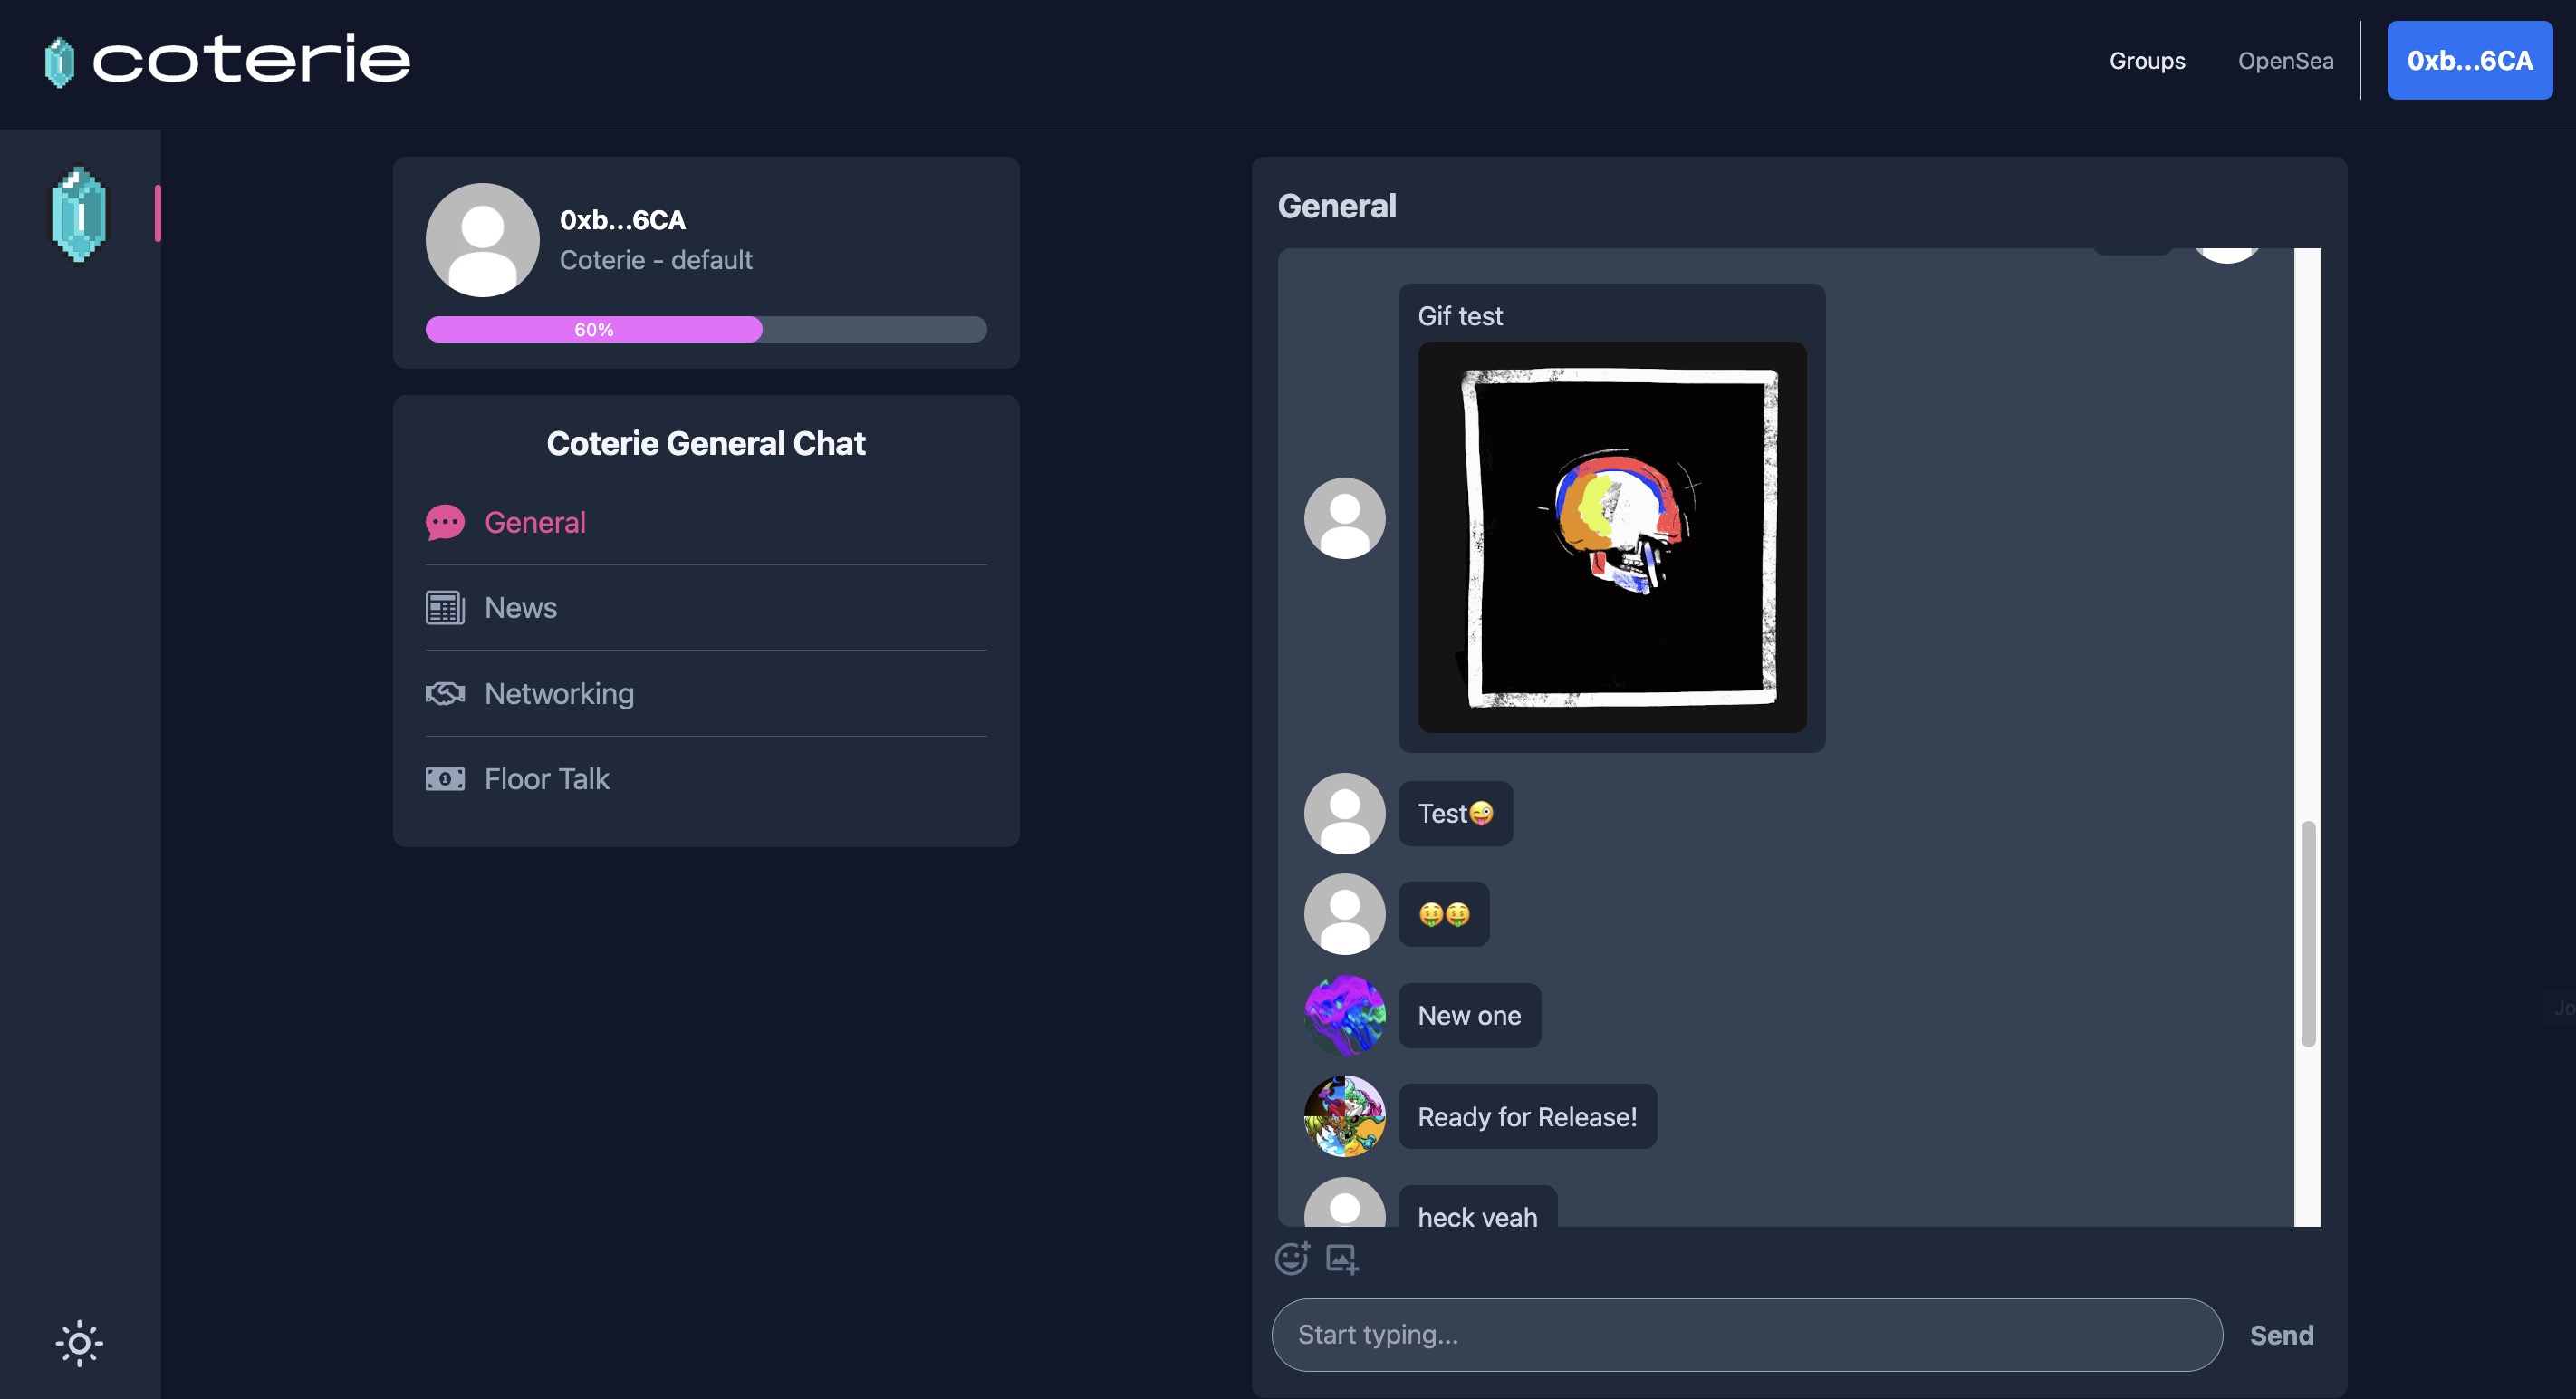 coterie
Groups
OpenSea
0xb...6CA
0xb...6CA
Coterie - default
60%
Coterie General Chat
General
News
Networking
Floor Talk
General
Gif test
Test😜
🤑🤑
New one
Ready for Release!
heck yeah
Start typing...
Send
Jo